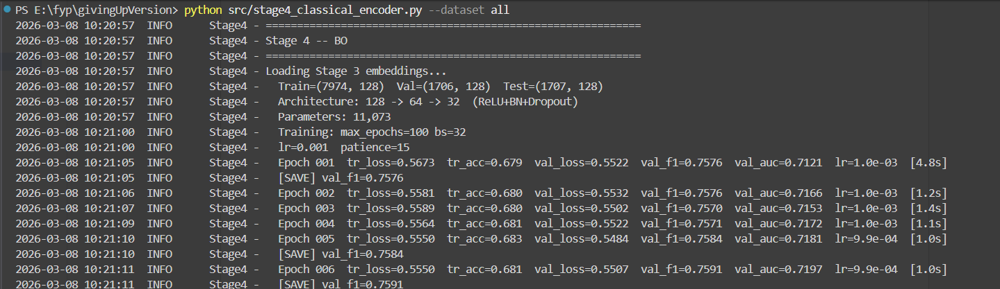 PS E:\fyp\givingUpVersion> python src/stage4_classical_encoder.py --dataset all
2026-03-08 10:20:57  INFO      Stage4 - ============================================================
2026-03-08 10:20:57  INFO      Stage4 - Stage 4 -- BO
2026-03-08 10:20:57  INFO      Stage4 - ============================================================
2026-03-08 10:20:57  INFO      Stage4 - Loading Stage 3 embeddings...
2026-03-08 10:20:57  INFO      Stage4 -   Train=(7974, 128)  Val=(1706, 128)  Test=(1707, 128)
2026-03-08 10:20:57  INFO      Stage4 -   Architecture: 128 -> 64 -> 32  (ReLU+BN+Dropout)
2026-03-08 10:20:57  INFO      Stage4 -   Parameters: 11,073
2026-03-08 10:21:00  INFO      Stage4 -   Training: max_epochs=100 bs=32
2026-03-08 10:21:00  INFO      Stage4 -   lr=0.001  patience=15
2026-03-08 10:21:05  INFO      Stage4 -   Epoch 001  tr_loss=0.5673  tr_acc=0.679  val_loss=0.5522  val_f1=0.7576  val_auc=0.7121  lr=1.0e-03  [4.8s]
2026-03-08 10:21:05  INFO      Stage4 -   [SAVE] val_f1=0.7576
2026-03-08 10:21:06  INFO      Stage4 -   Epoch 002  tr_loss=0.5581  tr_acc=0.680  val_loss=0.5532  val_f1=0.7576  val_auc=0.7166  lr=1.0e-03  [1.2s]
2026-03-08 10:21:07  INFO      Stage4 -   Epoch 003  tr_loss=0.5589  tr_acc=0.680  val_loss=0.5502  val_f1=0.7570  val_auc=0.7153  lr=1.0e-03  [1.4s]
2026-03-08 10:21:09  INFO      Stage4 -   Epoch 004  tr_loss=0.5564  tr_acc=0.681  val_loss=0.5522  val_f1=0.7571  val_auc=0.7172  lr=1.0e-03  [1.1s]
2026-03-08 10:21:10  INFO      Stage4 -   Epoch 005  tr_loss=0.5550  tr_acc=0.683  val_loss=0.5484  val_f1=0.7584  val_auc=0.7181  lr=9.9e-04  [1.0s]
2026-03-08 10:21:10  INFO      Stage4 -   [SAVE] val_f1=0.7584
2026-03-08 10:21:11  INFO      Stage4 -   Epoch 006  tr_loss=0.5550  tr_acc=0.681  val_loss=0.5507  val_f1=0.7591  val_auc=0.7197  lr=9.9e-04  [1.0s]
2026-03-08 10:21:11  INFO      Stage4 -   [SAVE] val_f1=0.7591